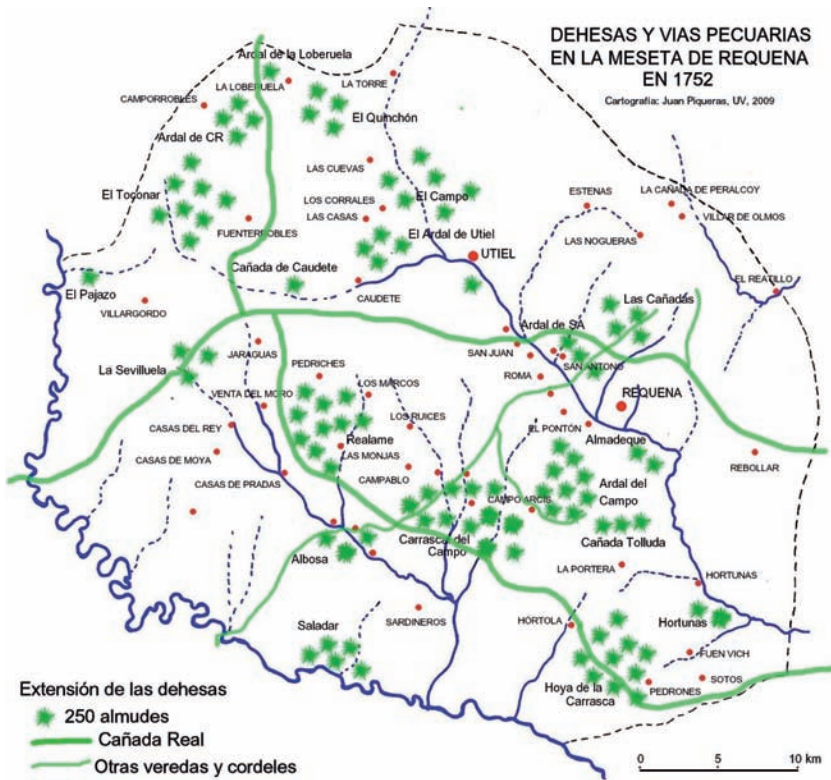 DEHESAS Y VIAS PECUARIAS
EN LA MESETA DE REQUENA
EN 1752
Cartografía: Juan Piqueras, UV, 2009
Ardal de la Loberuela
LA LOBERUELA
LA TORRE
CAMPORROBLES
El Quinchón
Ardal de CR
LAS CUEVAS
El Toconar
El Campo
LOS CORRALES
LAS CASAS
FUENTERROBLES
El Ardal de Utiel
ESTENAS
LA CAÑADA DE PERALCOY
VILLAR DE OLMOS
LAS NOGUERAS
UTIEL
Cañada de Caudete
CAUDETE
EL REATILLO
El Pajazo
VILLARGORDO
Las Cañadas
Ardal de SA
SAN JUAN
SAN ANTONO
ROMA
JARAGUAS
La Sevilluela
PEDRICHES
VENTA DEL MORO
LOS MARCOS
REQUENA
LOS RUICES
EL PONTÓN
CASAS DEL REY
Realame
Almadeque
LAS MONJAS
CASAS DE MOYA
REBOLLAR
CASAS DE PRADAS
CAMPABLO
Ardal del
Campo
CAMPO ARCIS
Carrascal del
Campo
Cañada Tolluda
Albosa
LA PORTERA
HORTUNAS
SARDINEROS
HÓRTOLA
Hortunas
Saladar
FUEN VICH
Hoya de la
Carrasca
PEDRONES
SOTOS
Extensión de las dehesas
250 almudes
Cañada Real
Otras veredas y cordeles
0 5 10 km